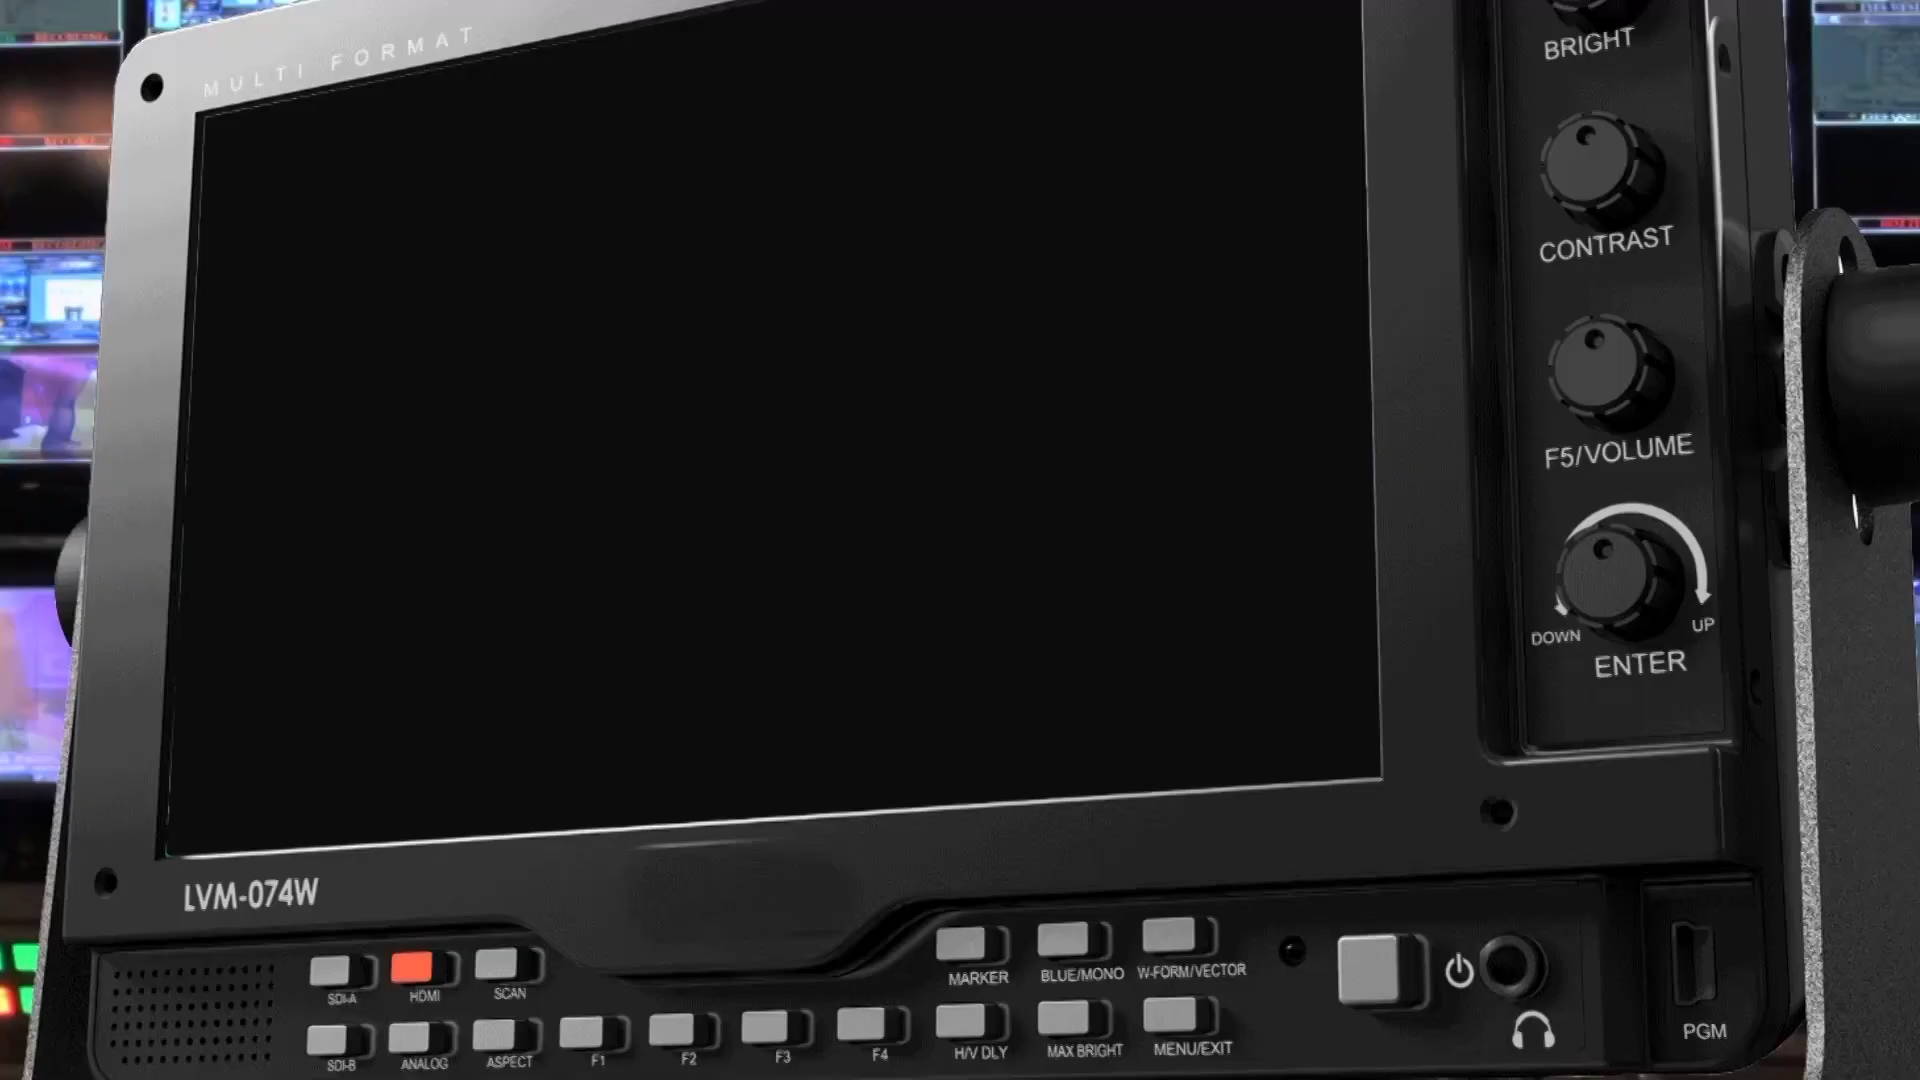 MULTI FORMAT
BRIGHT
CONTRAST
F5/VOLUME
DOWN
UP
ENTER
LVM-074W
SDI-A
HDMI
SCAN
MARKER
BLUE/MONO
W-FORM/VECTOR
SDI-B
ANALOG
ASPECT
F1
F2
F3
F4
H/V DLY
MAX BRIGHT
MENU/EXIT
PGM